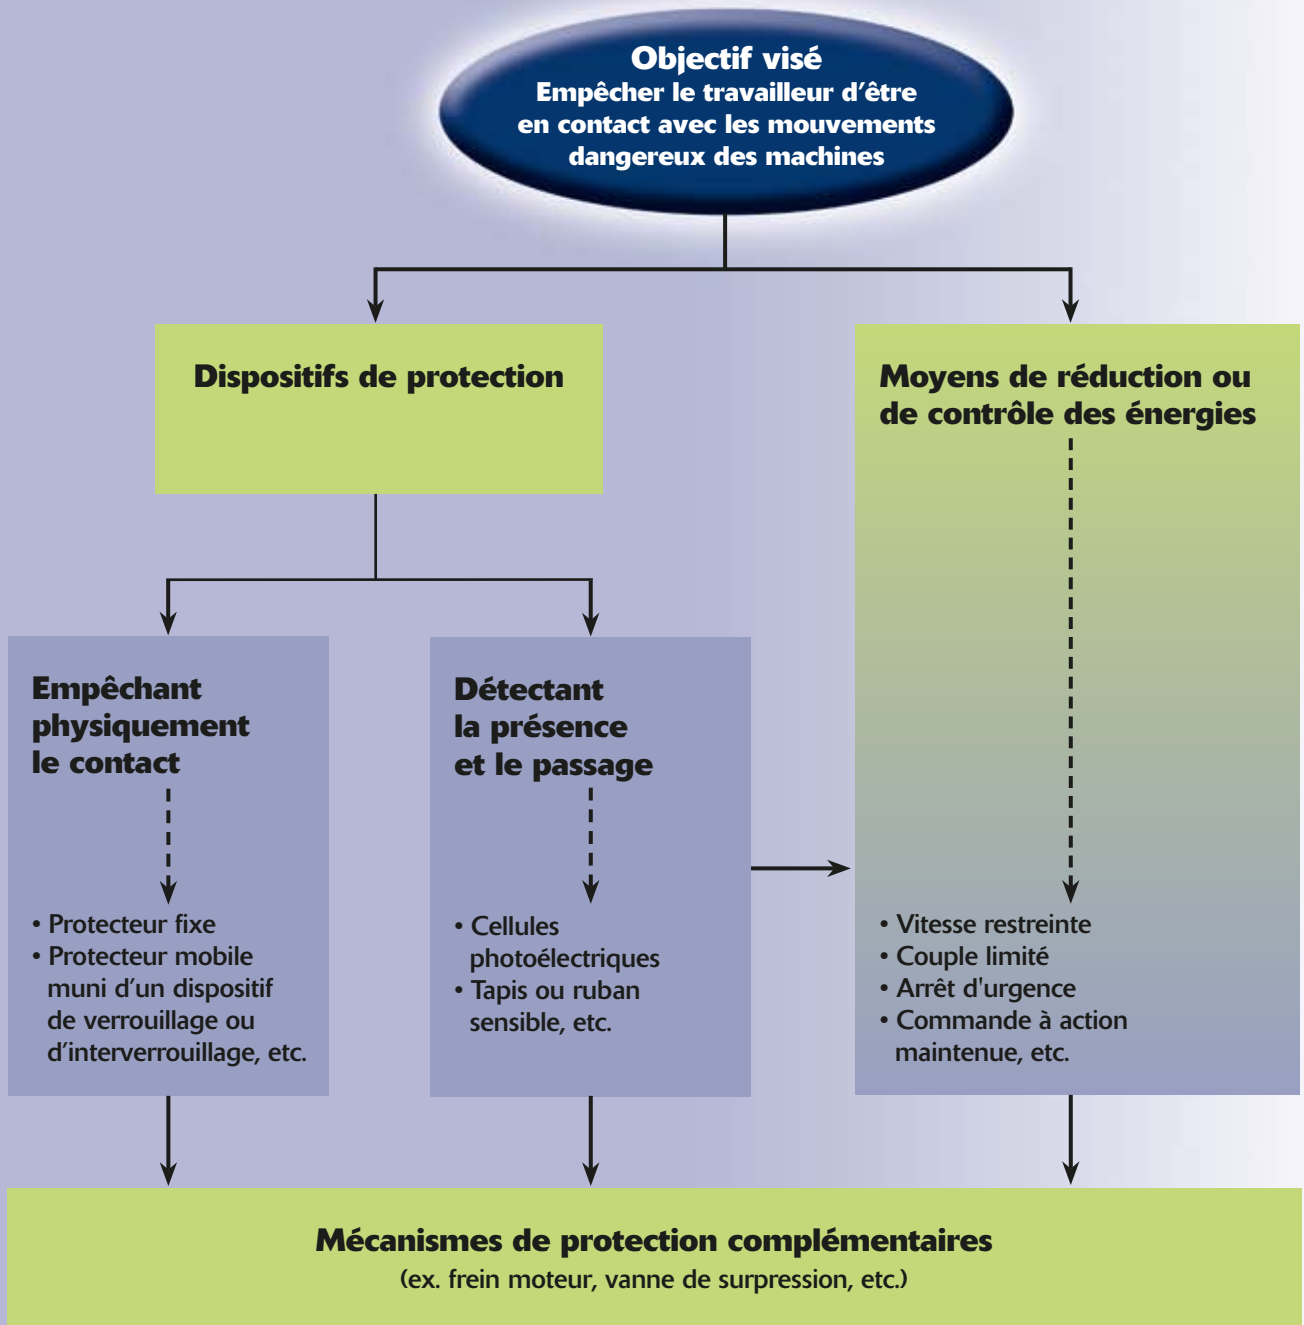 Objectif visé
Empêcher le travailleur d’être
en contact avec les mouvements
dangereux des machines
Dispositifs de protection
Moyens de réduction ou
de contrôle des énergies
Empêchant
physiquement
le contact
• Protecteur fixe
• Protecteur mobile
muni d’un dispositif
de verrouillage ou
d’interverrouillage, etc.
Détectant
la présence
et le passage
• Cellules
photoélectriques
• Tapis ou ruban
sensible, etc.
• Vitesse restreinte
• Couple limité
• Arrêt d'urgence
• Commande à action
maintenue, etc.
Mécanismes de protection complémentaires
(ex. frein moteur, vanne de surpression, etc.)